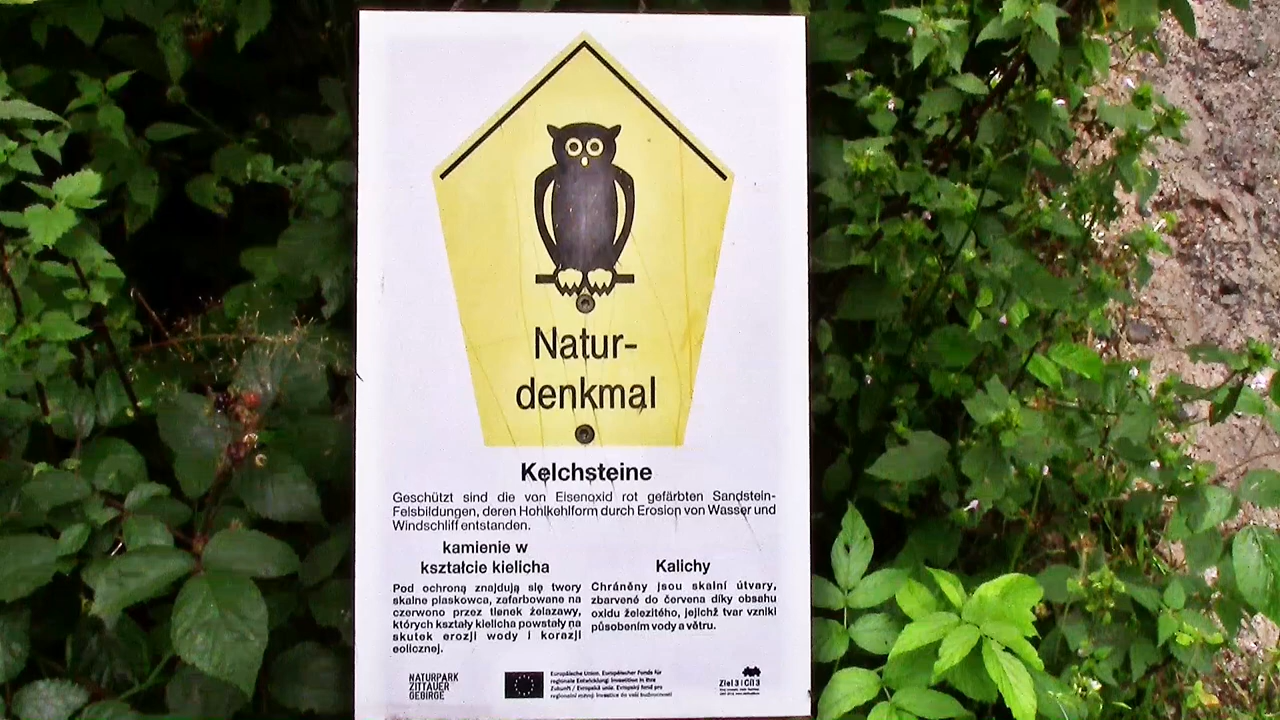 Natur-
denkmal
Kelchsteine
Geschützt sind die von Eisenoxid rot gefärbten Sandstein-
Felsbildungen, deren Hohlkehlform durch Erosion von Wasser und
Windschliff entstanden.
kamienie w
kształcie kielicha
Pod ochroną znajdują się twory
skalne piaskowca, zafarbowane na
czerwono przez tlenek żelazawy,
których kształy kielicha powstały na
skutek erozji wody i korazji
eolicznej.
Kalichy
Chráněny jsou skalní útvary,
zbarvené do červena díky obsahu
oxidu železitého, jejichž tvar vznikl
působením vody a větru.
NATURPARK
ZITTAUER
GEBIRGE
Europäische Union. Europäischer Fonds für
regionale Entwicklung: Investition in Ihre
Zukunft / Evropská unie. Evropský fond pro
regionální rozvoj: Investice do vaší budoucnosti
Ziel 3 | Cíl 3